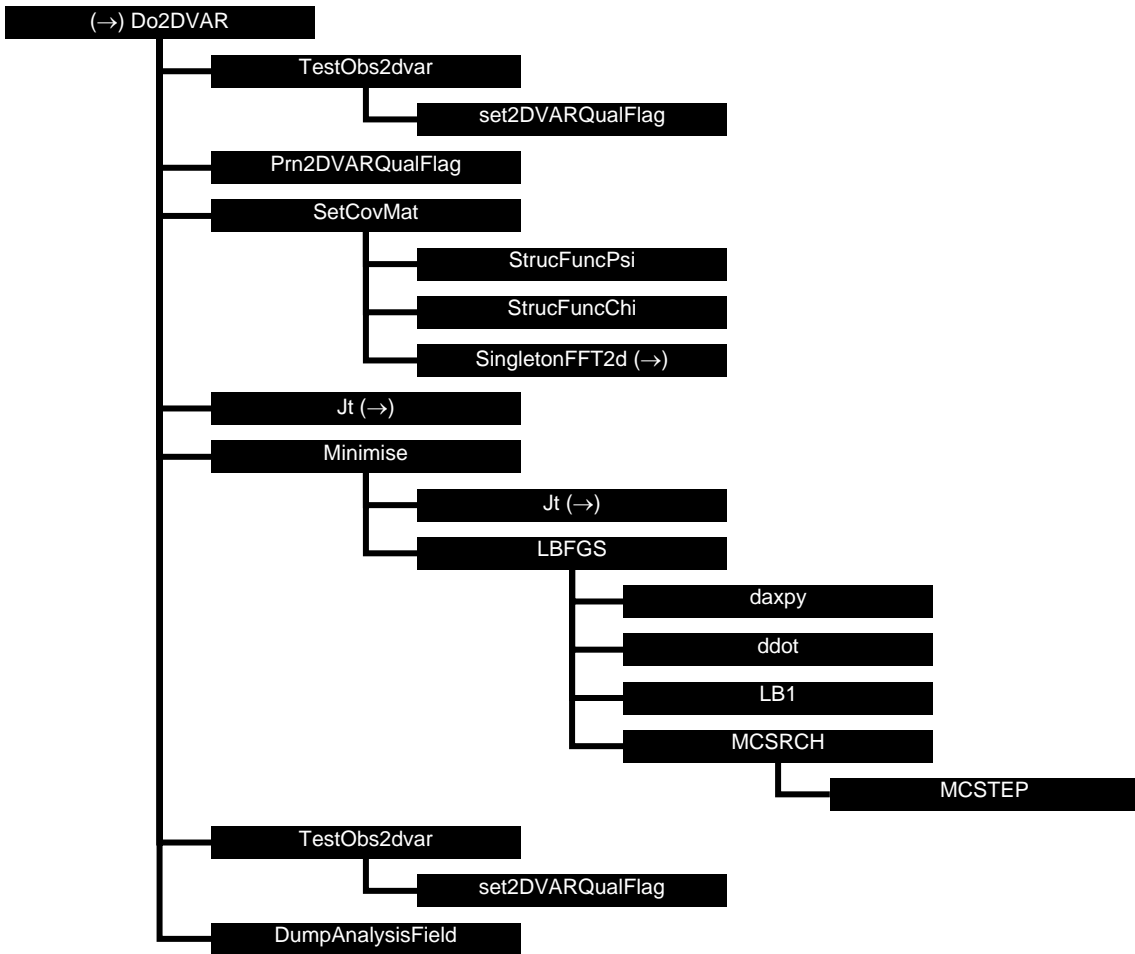 (→) Do2DVAR
TestObs2dvar
set2DVARQualFlag
Prn2DVARQualFlag
SetCovMat
StrucFuncPsi
StrucFuncChi
SingletonFFT2d (→)
Jt (→)
Minimise
Jt (→)
LBFGS
daxpy
ddot
LB1
MCSRCH
MCSTEP
TestObs2dvar
set2DVARQualFlag
DumpAnalysisField